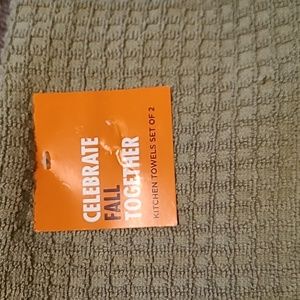 CELEBRATE
FALL
TOGETHER
KITCHEN TOWELS SET OF 2